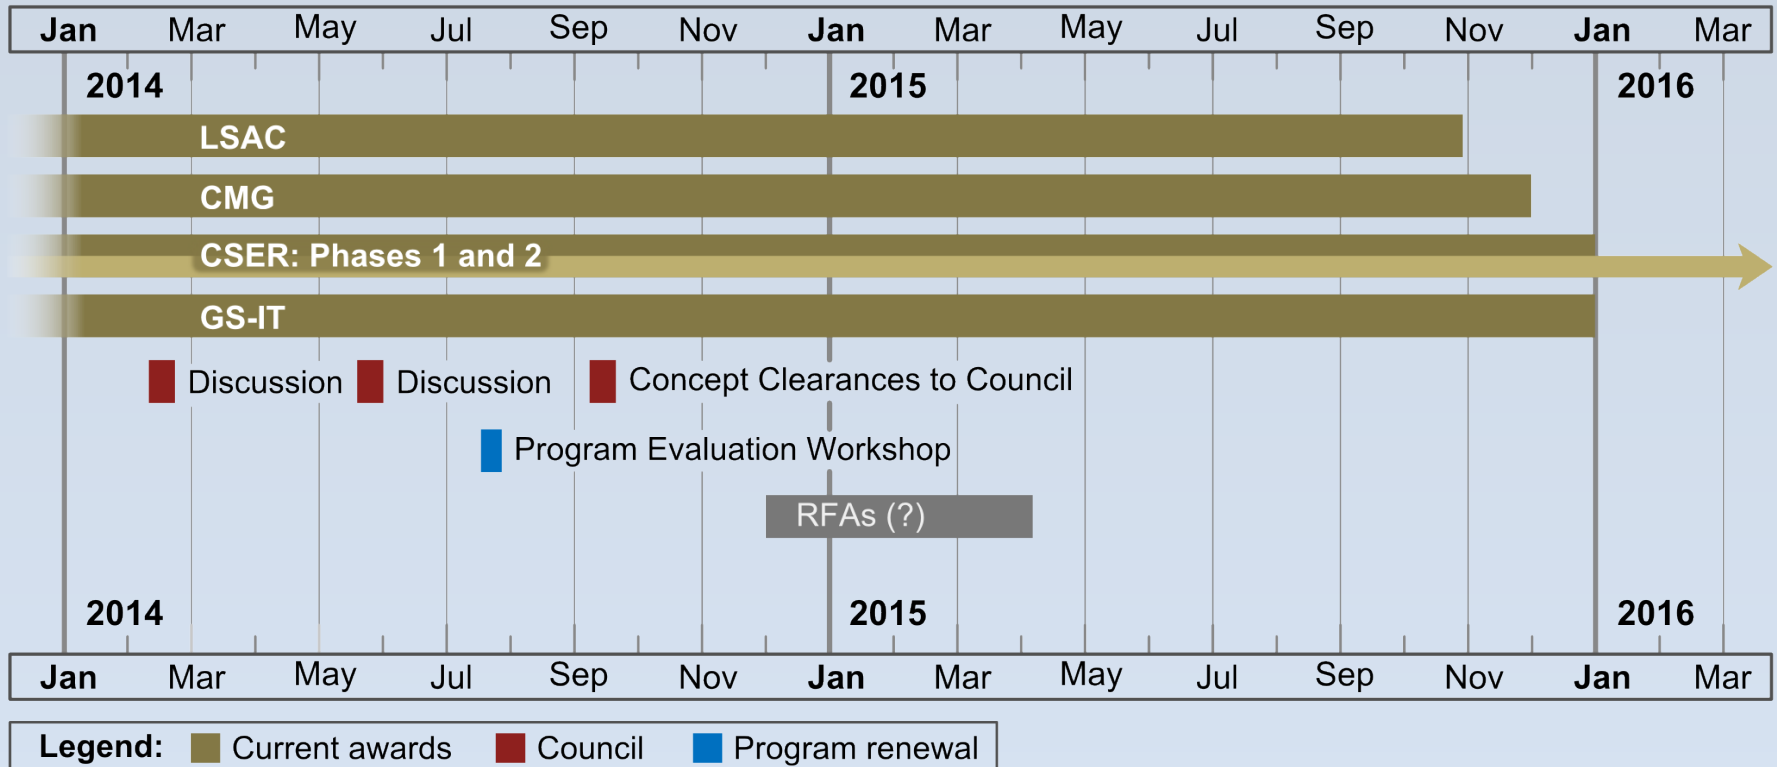 Jan Mar May Jul Sep Nov Jan Mar May Jul Sep Nov Jan Mar
2014 2015 2016
LSAC
CMG
CSER: Phases 1 and 2
GS-IT
Discussion Discussion Concept Clearances to Council
Program Evaluation Workshop
RFAs (?)
2014 2015 2016
Jan Mar May Jul Sep Nov Jan Mar May Jul Sep Nov Jan Mar
Legend: Current awards Council Program renewal